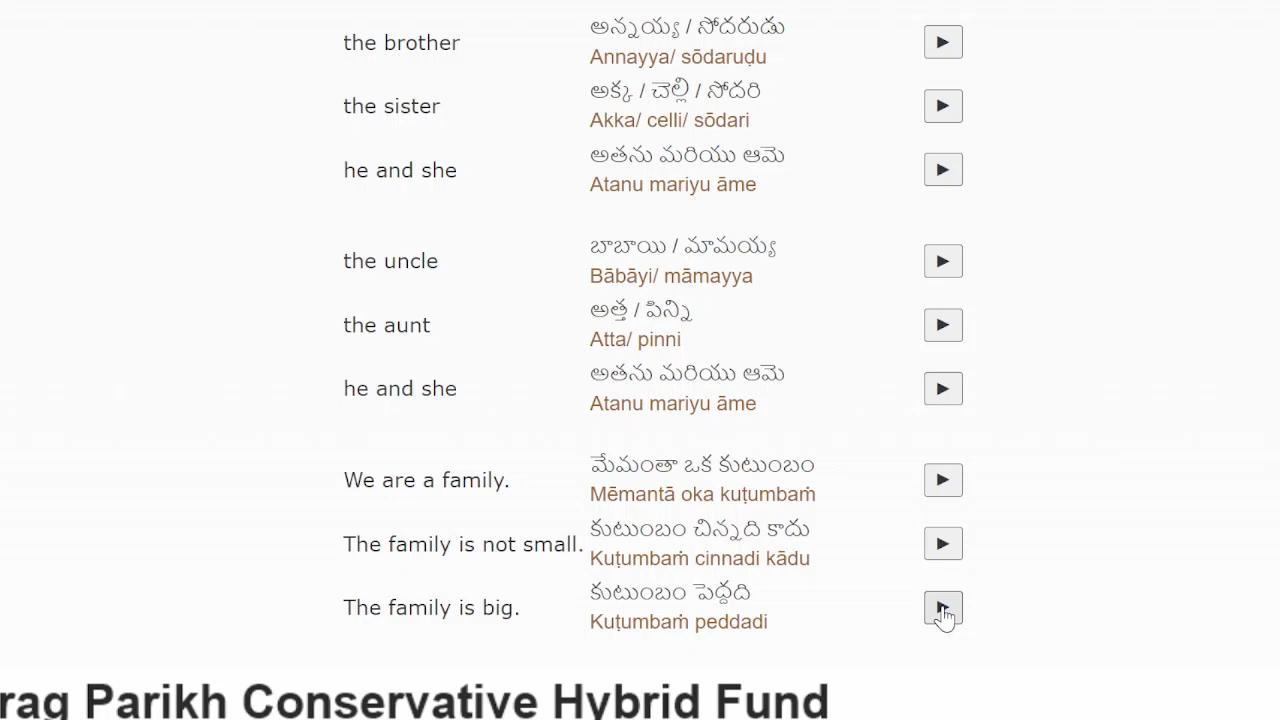 the brother
అన్నయ్య / సోదరుడు
Annayya/ sōdaruḍu
the sister
అక్క / చెల్లి / సోదరి
Akka/ celli/ sōdari
he and she
అతను మరియు ఆమె
Atanu mariyu āme
the uncle
బాబాయి / మామయ్య
Bābāyi/ māmayya
the aunt
అత్త / పిన్ని
Atta/ pinni
he and she
అతను మరియు ఆమె
Atanu mariyu āme
We are a family.
మేమంతా ఒక కుటుంబం
Mēmantā oka kuṭumbaṁ
The family is not small.
కుటుంబం చిన్నది కాదు
Kuṭumbaṁ cinnadi kādu
The family is big.
కుటుంబం పెద్దది
Kuṭumbaṁ peddadi
rag Parikh Conservative Hybrid Fund